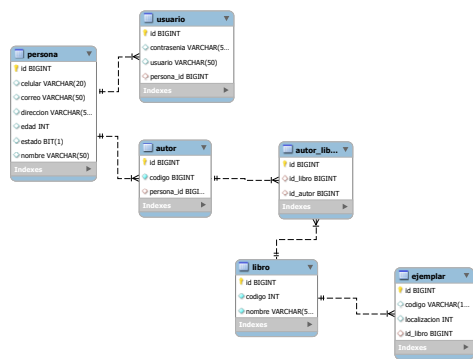 usuario
id BIGINT
contrasenia VARCHAR(5...
usuario VARCHAR(50)
persona_id BIGINT
Indexes
persona
id BIGINT
celular VARCHAR(20)
correo VARCHAR(50)
direccion VARCHAR(5...
edad INT
estado BIT(1)
nombre VARCHAR(50)
Indexes
autor
id BIGINT
codigo BIGINT
persona_id BIGI...
Indexes
autor_lib...
id BIGINT
id_libro BIGINT
id_autor BIGINT
Indexes
libro
id BIGINT
codigo INT
nombre VARCHAR(5...
Indexes
ejemplar
id BIGINT
codigo VARCHAR(1...
localizacion INT
id_libro BIGINT
Indexes